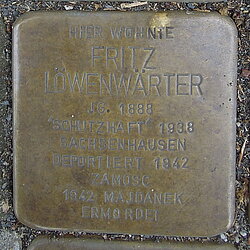 HIER WOHNTE
FRITZ
LÖWENWÄRTER
JG. 1888
"SCHUTZHAFT" 1938
SACHSENHAUSEN
DEPORTIERT 1942
ZAMOSC
1942 MAJDANEK
ERMORDET